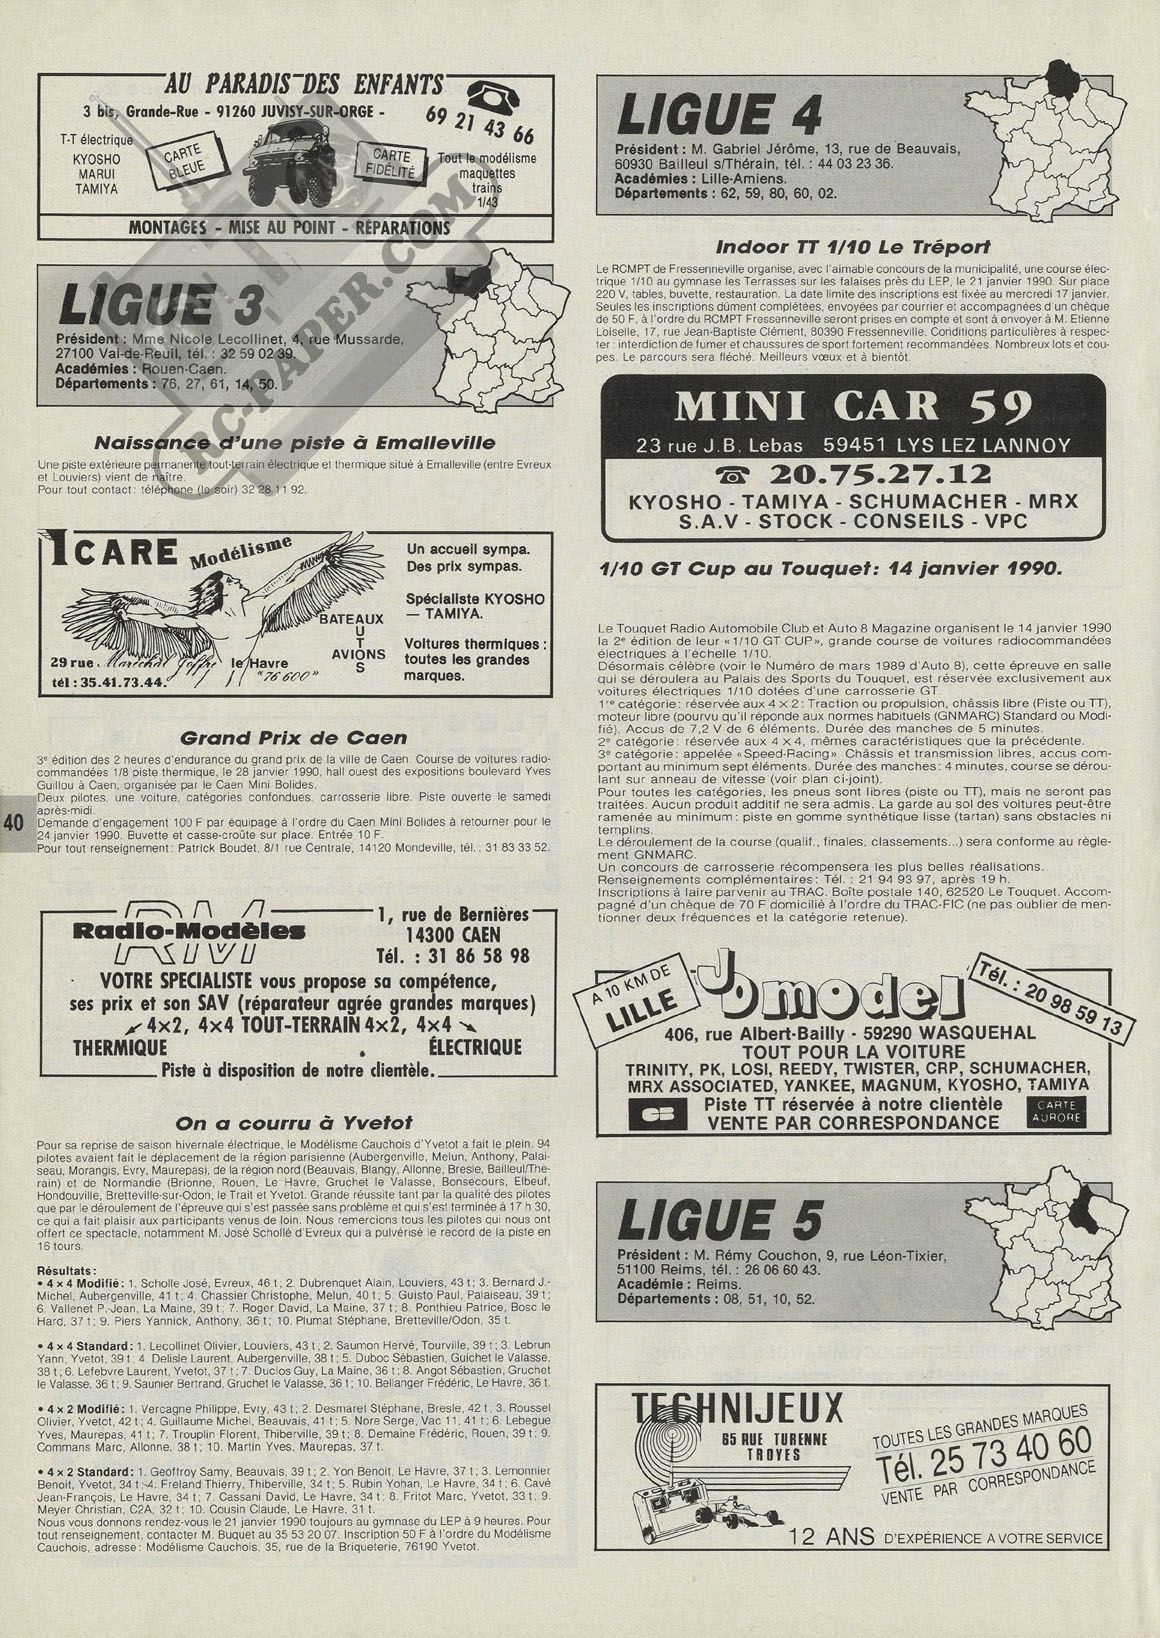 AU PARADIS DES ENFANTS
3 bis, Grande-Rue - 91260 JUVISY-SUR-ORGE -
69 21 43 66
T-T électrique
KYOSHO
MARUI
TAMIYA
CARTE
BLEUE
CARTE
FIDÉLITÉ
Tout le modélisme
maquettes
trains
1/43
MONTAGES - MISE AU POINT - RÉPARATIONS
RC-PAPER.COM
LIGUE 3
Président : Mme Nicole Lecollinet, 4, rue Mussarde,
27100 Val-de-Reuil, tél. : 32 59 02 39.
Académies : Rouen-Caen.
Départements : 76, 27, 61, 14, 50.
Naissance d'une piste à Emalleville
Une piste extérieure permanente tout-terrain électrique et thermique situé à Emalleville (entre Evreux
et Louviers) vient de naître.
Pour tout contact : téléphone (le soir) 32 28 11 92.
ICARE Modélisme
Un accueil sympa.
Des prix sympas.
Spécialiste KYOSHO
— TAMIYA.
Voitures thermiques :
toutes les grandes
marques.
BATEAUX
AUTOS
AVIONS
29 rue Maréchal Joffre le Havre
"76 600"
tél : 35.41.73.44.
Grand Prix de Caen
3e édition des 2 heures d'endurance du grand prix de la ville de Caen. Course de voitures radio-
commandées 1/8 piste thermique, le 28 janvier 1990, hall ouest des expositions boulevard Yves
Guillou à Caen, organisée par le Caen Mini Bolides.
Deux pilotes, une voiture, catégories confondues, carrosserie libre. Piste ouverte le samedi
après-midi.
Demande d'engagement 100 F par équipage à l'ordre du Caen Mini Bolides à retourner pour le
24 janvier 1990. Buvette et casse-croûte sur place. Entrée 10 F.
Pour tout renseignement : Patrick Boudet, 8/1 rue Centrale, 14120 Mondeville, tél. : 31 83 33 52.
40
RM
Radio-Modèles
1, rue de Bernières
14300 CAEN
Tél. : 31 86 58 98
VOTRE SPECIALISTE vous propose sa compétence,
ses prix et son SAV (réparateur agrée grandes marques)
4×2, 4×4 TOUT-TERRAIN 4×2, 4×4
THERMIQUE ÉLECTRIQUE
Piste à disposition de notre clientèle.
On a couru à Yvetot
Pour sa reprise de saison hivernale électrique, le Modélisme Cauchois d'Yvetot a fait le plein. 94
pilotes avaient fait le déplacement de la région parisienne (Aubergenville, Melun, Anthony, Palai-
seau, Morangis, Evry, Maurepas), de la région nord (Beauvais, Blangy, Allonne, Bresle, Bailleul/The-
rain) et de Normandie (Brionne, Rouen, Le Havre, Gruchet le Valasse, Bonsecours, Elbeuf,
Hondouville, Bretteville-sur-Odon, le Trait et Yvetot). Grande réussite tant par la qualité des pilotes
que par le déroulement de l'épreuve qui s'est passée sans problème et qui s'est terminée à 17 h 30,
ce qui a fait plaisir aux participants venus de loin. Nous remercions tous les pilotes qui nous ont
offert ce spectacle, notamment M. José Schollé d'Evreux qui a pulvérisé le record de la piste en
16 tours.
Résultats :
• 4 x 4 Modifié : 1. Scholle José, Evreux, 46 t ; 2. Dubrenquet Alain, Louviers, 43 t ; 3. Bernard J.-
Michel, Aubergenville, 41 t ; 4. Chassier Christophe, Melun, 40 t ; 5. Guisto Paul, Palaiseau, 39 t ;
6. Vallenet P.-Jean, La Maine, 39 t ; 7. Roger David, La Maine, 37 t ; 8. Ponthieu Patrice, Bosc le
Hard, 37 t ; 9. Piers Yannick, Anthony, 36 t ; 10. Plumat Stéphane, Bretteville/Odon, 35 t.
• 4 x 4 Standard : 1. Lecollinet Olivier, Louviers, 43 t ; 2. Saumon Hervé, Tourville, 39 t ; 3. Lebrun
Yann, Yvetot, 39 t ; 4. Delisle Laurent, Aubergenville, 38 t ; 5. Duboc Sébastien, Guichet le Valasse,
38 t ; 6. Lefebvre Laurent, Yvetot, 37 t ; 7. Duclos Guy, La Maine, 36 t ; 8. Angot Sébastien, Gruchet
le Valasse, 36 t ; 9. Saunier Bertrand, Gruchet le Valasse, 36 t ; 10. Bellanger Frédéric, Le Havre, 36 t.
• 4 x 2 Modifié : 1. Vercagne Philippe, Evry, 43 t ; 2. Desmarel Stéphane, Bresle, 42 t ; 3. Roussel
Olivier, Yvetot, 42 t ; 4. Guillaume Michel, Beauvais, 41 t ; 5. Nore Serge, Vac 11, 41 t ; 6. Lebegue
Yves, Maurepas, 41 t ; 7. Trouplin Florent, Thiberville, 39 t ; 8. Demaine Frédéric, Rouen, 39 t ; 9.
Commans Marc, Allonne, 38 t ; 10. Martin Yves, Maurepas, 37 t.
• 4 x 2 Standard : 1. Geoffroy Samy, Beauvais, 39 t ; 2. Yon Benoit, Le Havre, 37 t ; 3. Lemonnier
Benoit, Yvetot, 34 t ; 4. Freland Thierry, Thiberville, 34 t ; 5. Rubin Yohan, Le Havre, 34 t ; 6. Cavé
Jean-François, Le Havre, 34 t ; 7. Cassani David, Le Havre, 34 t ; 8. Fritot Marc, Yvetot, 33 t ; 9.
Meyer Christian, C2A, 32 t ; 10. Cousin Claude, Le Havre, 31 t.
Nous vous donnons rendez-vous le 21 janvier 1990 toujours au gymnase du LEP à 9 heures. Pour
tout renseignement, contacter M. Buquet au 35 53 20 07. Inscription 50 F à l'ordre du Modélisme
Cauchois, adresse : Modélisme Cauchois, 35, rue de la Briqueterie, 76190 Yvetot.
LIGUE 4
Président : M. Gabriel Jérôme, 13, rue de Beauvais,
60930 Bailleul s/Thérain, tél. : 44 03 23 36.
Académies : Lille-Amiens.
Départements : 62, 59, 80, 60, 02.
Indoor TT 1/10 Le Tréport
Le RCMPT de Fressenneville organise, avec l'aimable concours de la municipalité, une course élec-
trique 1/10 au gymnase les Terrasses sur les falaises près du LEP, le 21 janvier 1990. Sur place
220 V, tables, buvette, restauration. La date limite des inscriptions est fixée au mercredi 17 janvier.
Seules les inscriptions dûment complétées, envoyées par courrier et accompagnées d'un chèque
de 50 F, à l'ordre du RCMPT Fressenneville seront prises en compte et sont à envoyer à M. Etienne
Loiselle, 17, rue Jean-Baptiste Clément, 80390 Fressenneville. Conditions particulières à respec-
ter : interdiction de fumer et chaussures de sport fortement recommandées. Nombreux lots et cou-
pes. Le parcours sera fléché. Meilleurs vœux et à bientôt.
MINI CAR 59
23 rue J.B. Lebas 59451 LYS LEZ LANNOY
☎ 20.75.27.12
KYOSHO - TAMIYA - SCHUMACHER - MRX
S.A.V - STOCK - CONSEILS - VPC
1/10 GT Cup au Touquet : 14 janvier 1990.
Le Touquet Radio Automobile Club et Auto 8 Magazine organisent le 14 janvier 1990
la 2e édition de leur «1/10 GT CUP», grande course de voitures radiocommandées
électriques à l'échelle 1/10.
Désormais célèbre (voir le Numéro de mars 1989 d'Auto 8), cette épreuve en salle
qui se déroulera au Palais des Sports du Touquet, est réservée exclusivement aux
voitures électriques 1/10 dotées d'une carrosserie GT.
1re catégorie : réservée aux 4 × 2 : Traction ou propulsion, châssis libre (Piste ou TT),
moteur libre (pourvu qu'il réponde aux normes habituels (GNMARC) Standard ou Modi-
fié). Accus de 7,2 V de 6 éléments. Durée des manches de 5 minutes.
2e catégorie : réservée aux 4 × 4, mêmes caractéristiques que la précédente.
3e catégorie : appelée «Speed-Racing». Châssis et transmission libres, accus com-
portant au minimum sept éléments. Durée des manches : 4 minutes, course se dérou-
lant sur anneau de vitesse (voir plan ci-joint).
Pour toutes les catégories, les pneus sont libres (piste ou TT), mais ne seront pas
traitées. Aucun produit additif ne sera admis. La garde au sol des voitures peut-être
ramenée au minimum : piste en gomme synthétique lisse (tartan) sans obstacles ni
templins.
Le déroulement de la course (qualif., finales, classements...) sera conforme au règle-
ment GNMARC.
Un concours de carrosserie récompensera les plus belles réalisations.
Renseignements complémentaires : Tél. : 21 94 93 97, après 19 h.
Inscriptions à faire parvenir au TRAC. Boîte postale 140, 62520 Le Touquet. Accom-
pagné d'un chèque de 70 F domicilié à l'ordre du TRAC-FIC (ne pas oublier de men-
tionner deux fréquences et la catégorie retenue).
A 10 KM DE
LILLE
Jomodel
Tél. : 20 98 59 13
406, rue Albert-Bailly - 59290 WASQUEHAL
TOUT POUR LA VOITURE
TRINITY, PK, LOSI, REEDY, TWISTER, CRP, SCHUMACHER,
MRX ASSOCIATED, YANKEE, MAGNUM, KYOSHO, TAMIYA
CB
Piste TT réservée à notre clientèle
CARTE
AURORE
VENTE PAR CORRESPONDANCE
LIGUE 5
Président : M. Rémy Couchon, 9, rue Léon-Tixier,
51100 Reims, tél. : 26 06 60 43.
Académie : Reims.
Départements : 08, 51, 10, 52.
TECHNIJEUX
65 RUE TURENNE
TROYES
TOUTES LES GRANDES MARQUES
Tél. 25 73 40 60
VENTE PAR CORRESPONDANCE
12 ANS D'EXPÉRIENCE A VOTRE SERVICE